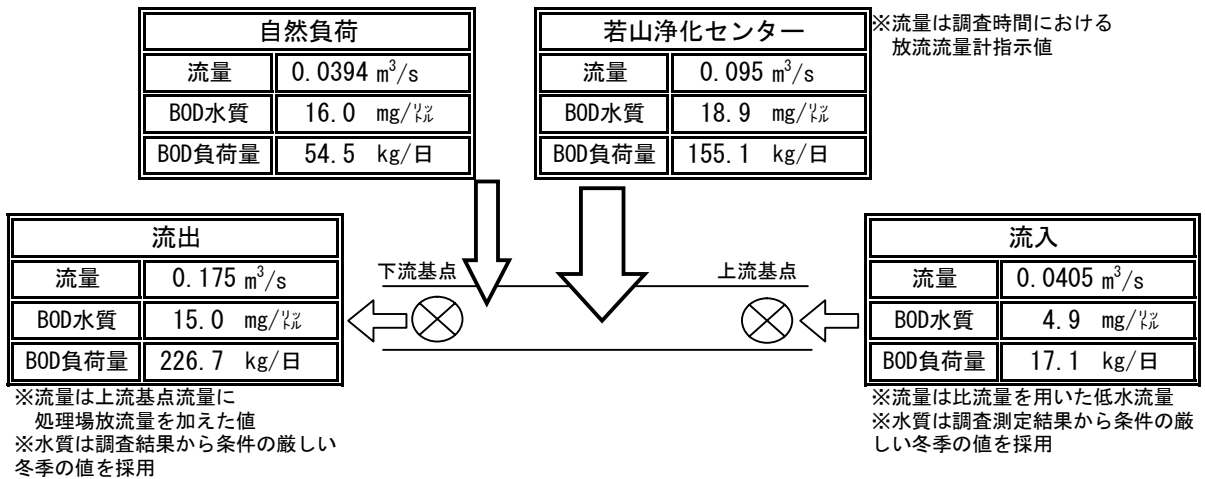 自然負荷
流量 0.0394 m³/s
BOD水質 16.0 mg/㍑
BOD負荷量 54.5 kg/日
若山浄化センター
流量 0.095 m³/s
BOD水質 18.9 mg/㍑
BOD負荷量 155.1 kg/日
※流量は調査時間における
放流流量計指示値
流出
流量 0.175 m³/s
BOD水質 15.0 mg/㍑
BOD負荷量 226.7 kg/日
※流量は上流基点流量に
処理場放流量を加えた値
※水質は調査結果から条件の厳しい
冬季の値を採用
下流基点
上流基点
流入
流量 0.0405 m³/s
BOD水質 4.9 mg/㍑
BOD負荷量 17.1 kg/日
※流量は比流量を用いた低水流量
※水質は調査測定結果から条件の厳
しい冬季の値を採用